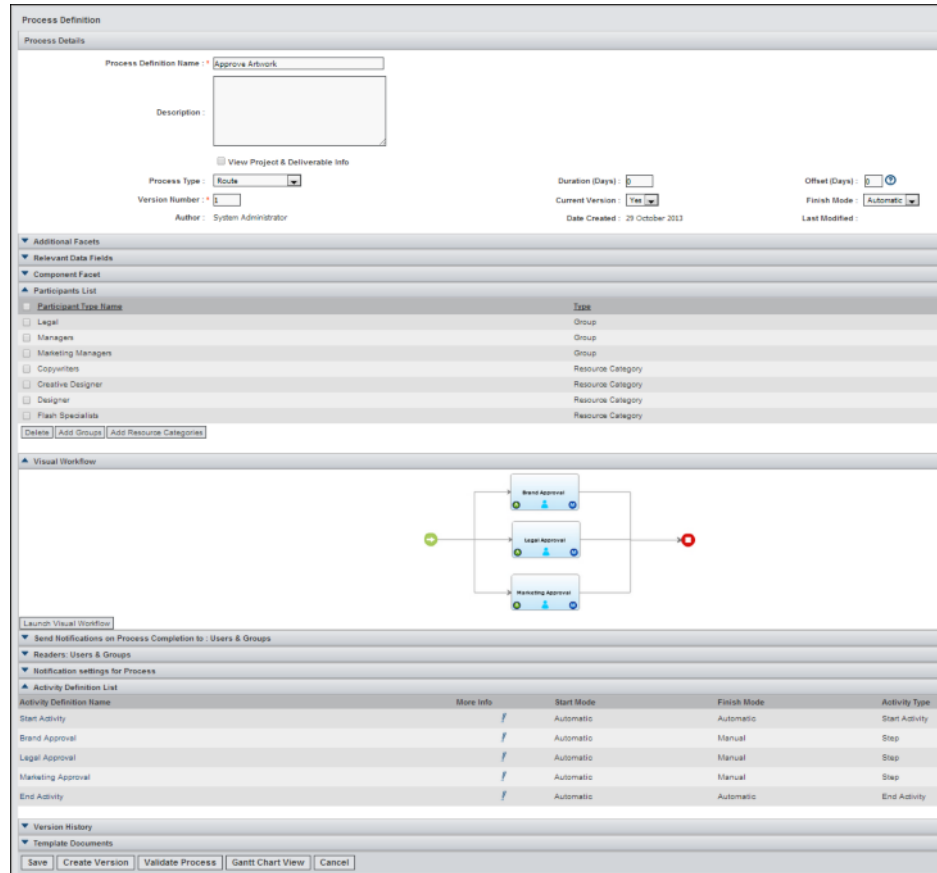 Process Definition
Process Details
Process Definition Name : * Approve Artwork
Description :
View Project & Deliverable Info
Process Type : Route Duration (Days) : 0 Offset (Days) : 0
Version Number : * 1 Current Version : Yes Finish Mode : Automatic
Author : System Administrator Date Created : 29 October 2013 Last Modified :
Additional Facets
Relevant Data Fields
Component Facet
Participants List
Participant Type Name Type
Legal Group
Managers Group
Marketing Managers Group
Copywriters Resource Category
Creative Designer Resource Category
Designer Resource Category
Flash Specialists Resource Category
Delete Add Groups Add Resource Categories
Visual Workflow
Brand Approval
Legal Approval
Marketing Approval
Launch Visual Workflow
Send Notifications on Process Completion to : Users & Groups
Readers: Users & Groups
Notification settings for Process
Activity Definition List
Activity Definition Name More Info Start Mode Finish Mode Activity Type
Start Activity Automatic Automatic Start Activity
Brand Approval Automatic Manual Step
Legal Approval Automatic Manual Step
Marketing Approval Automatic Manual Step
End Activity Automatic Automatic End Activity
Version History
Template Documents
Save Create Version Validate Process Gantt Chart View Cancel